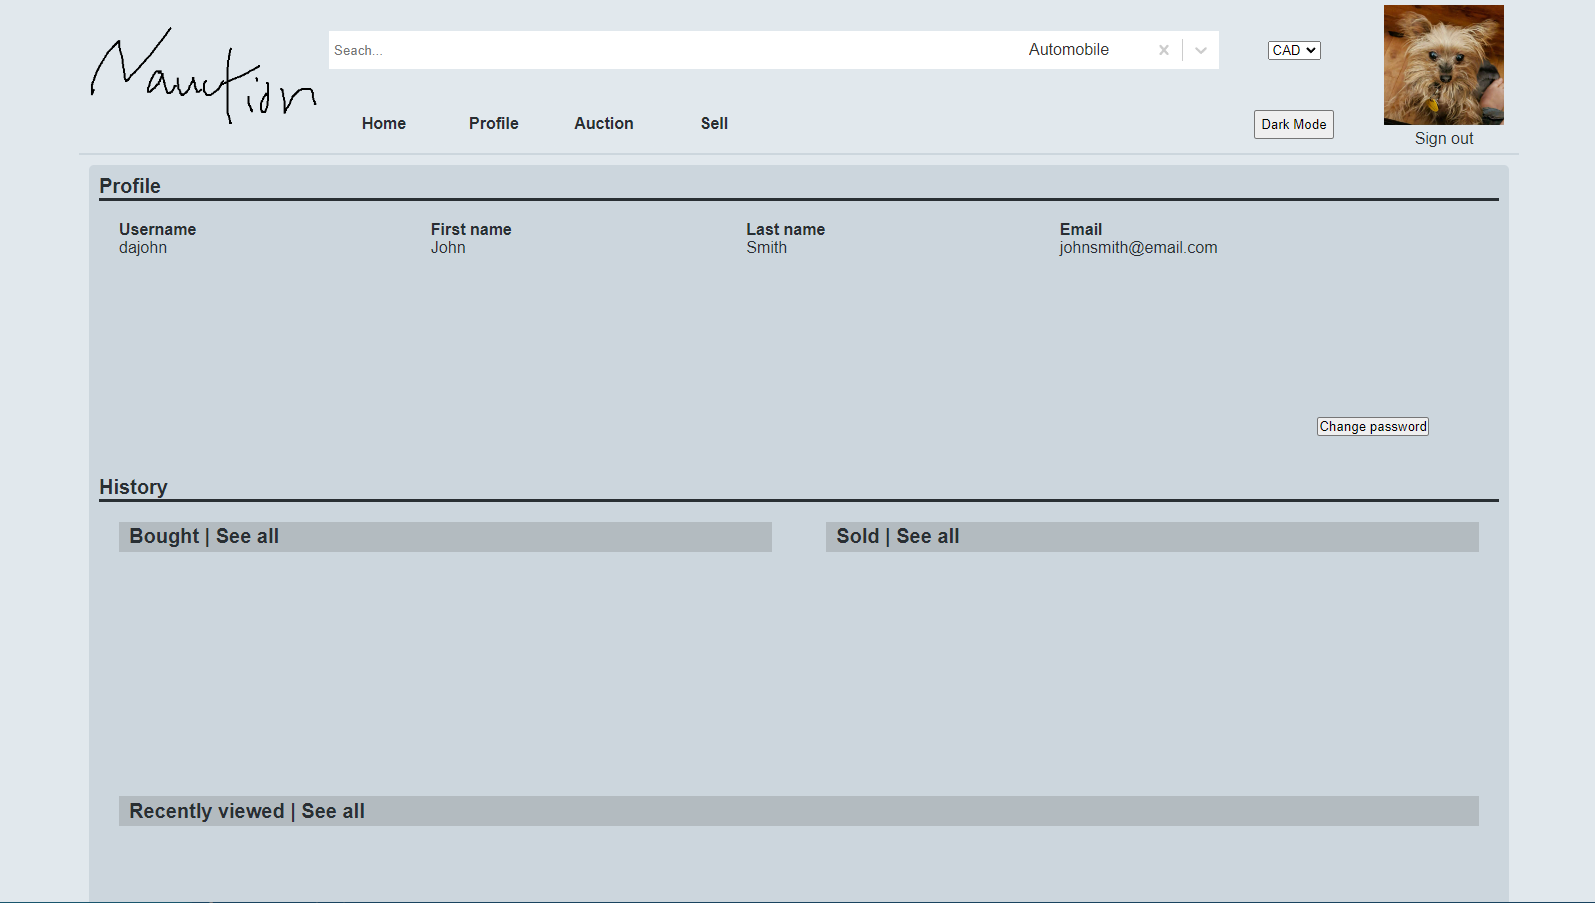 Nauction
Seach...
Automobile
CAD
Home Profile Auction Sell
Dark Mode
Sign out
Profile
Username First name Last name Email
dajohn John Smith johnsmith@email.com
Change password
History
Bought | See all
Sold | See all
Recently viewed | See all